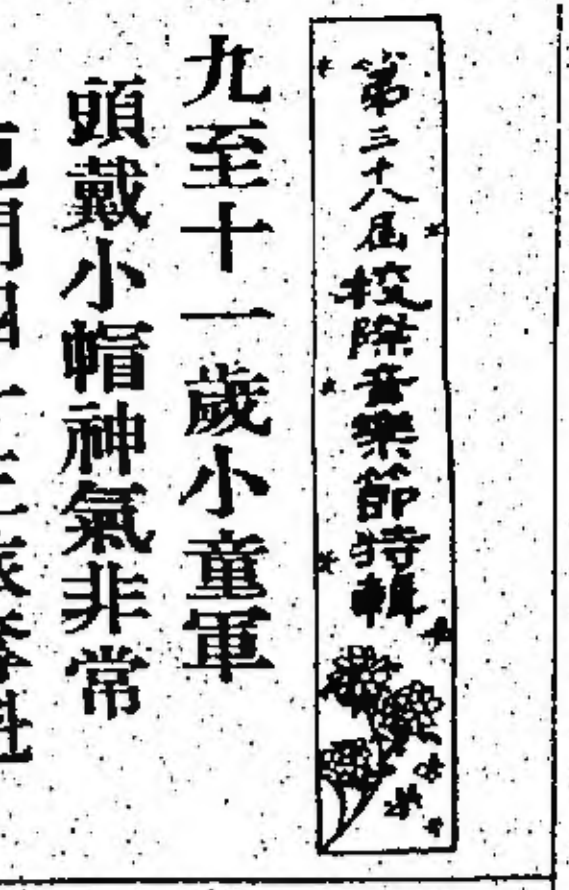 第三十八屆校際音樂節特輯
九至十一歲小童軍
頭戴小帽神氣非常